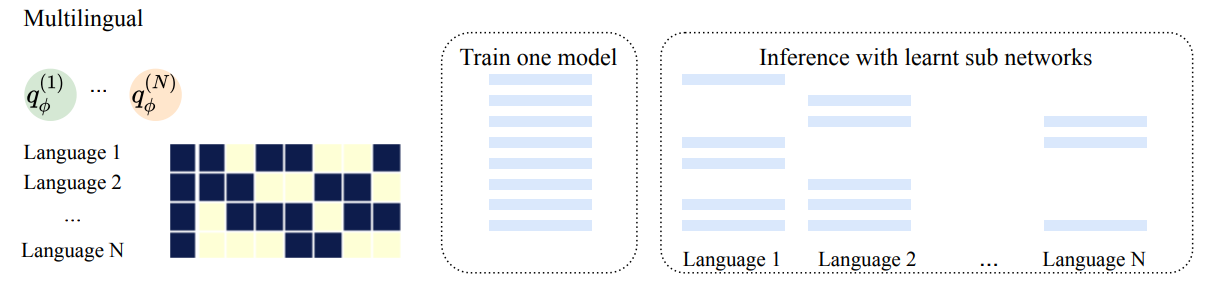 Multilingual
q_ϕ^(1) ... q_ϕ^(N)
Language 1
Language 2
...
Language N
Train one model
Inference with learnt sub networks
Language 1 Language 2 ... Language N